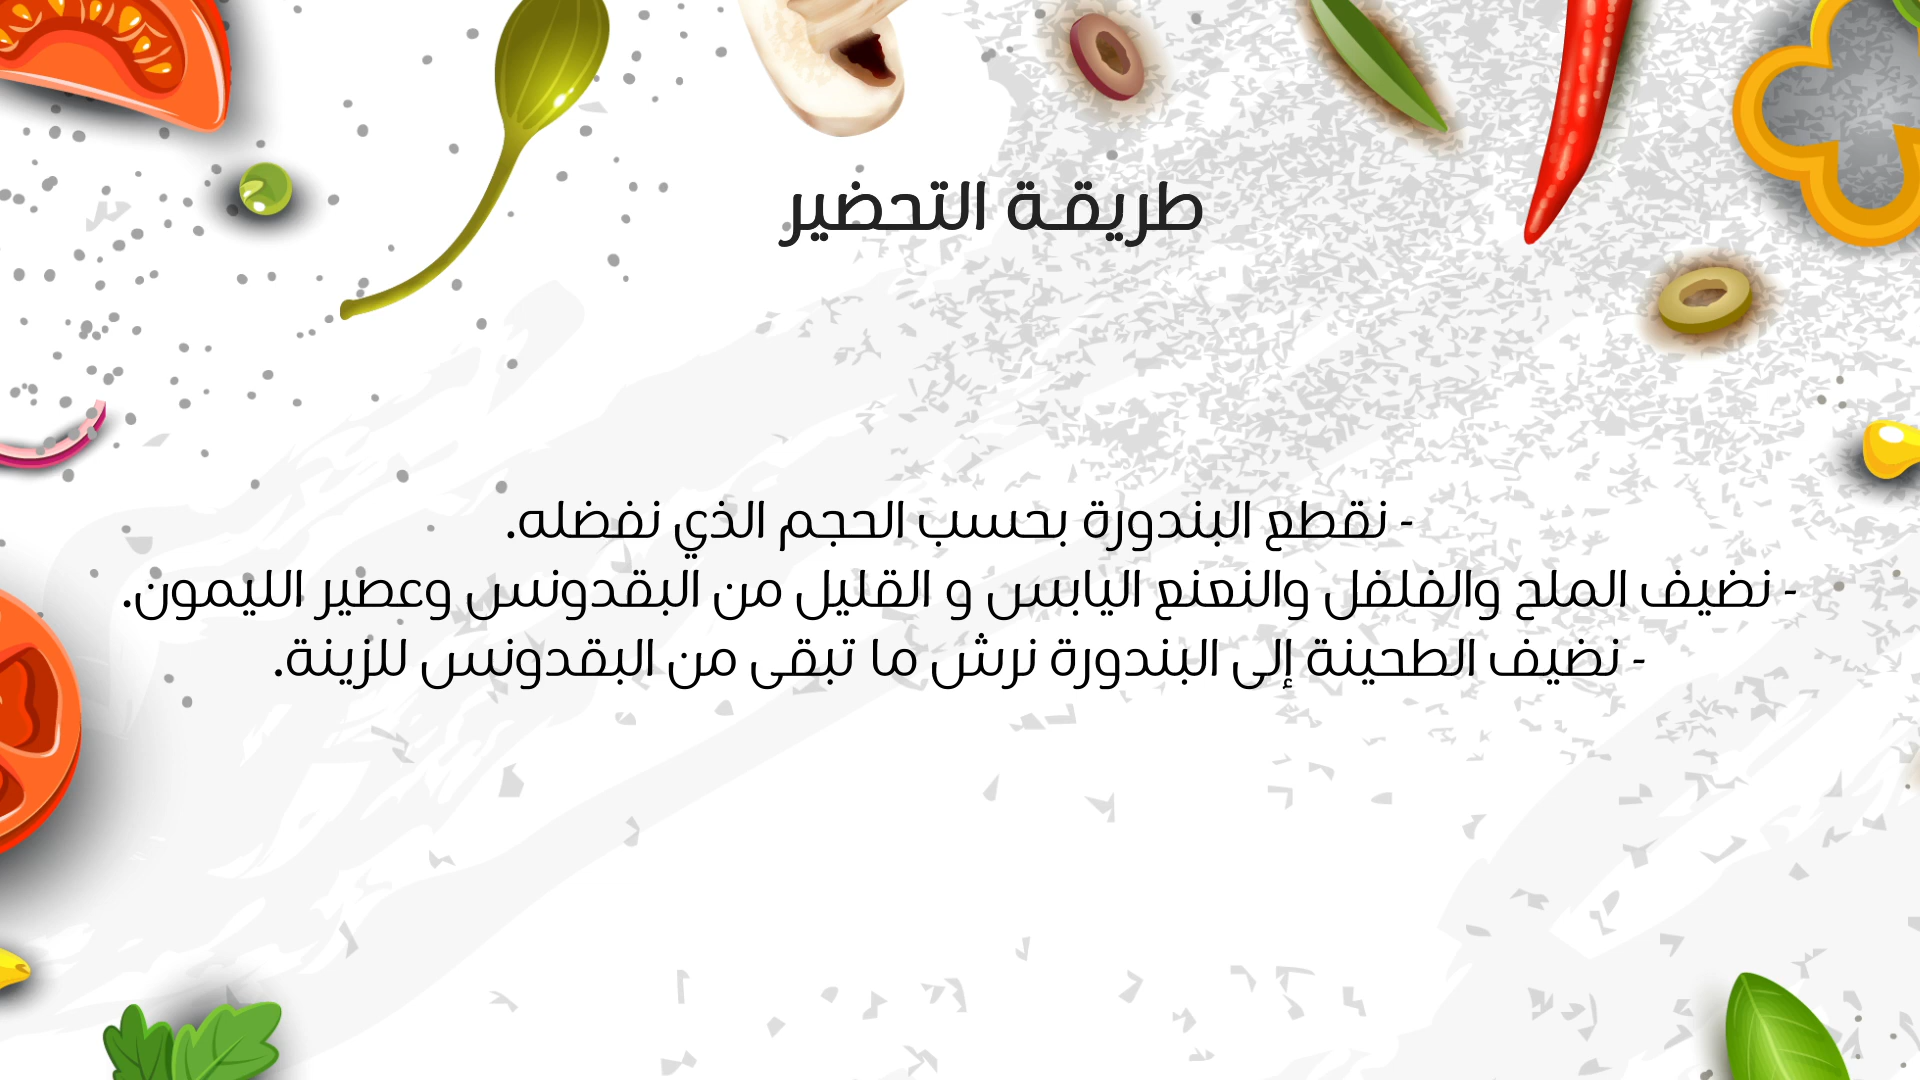 طريقة التحضير
- نقطع البندورة بحسب الحجم الذي نفضله.
- نضيف الملح والفلفل والنعنع اليابس و القليل من البقدونس وعصير الليمون.
- نضيف الطحينة إلى البندورة نرش ما تبقى من البقدونس للزينة.